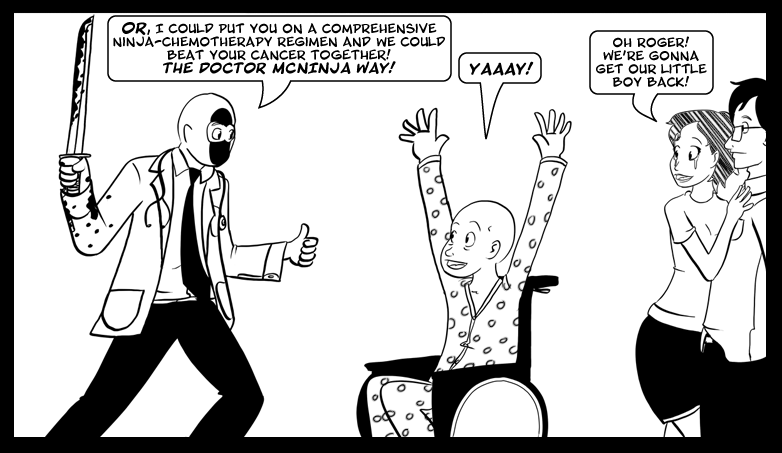 OR, I COULD PUT YOU ON A COMPREHENSIVE
NINJA-CHEMOTHERAPY REGIMEN AND WE COULD
BEAT YOUR CANCER TOGETHER!
THE DOCTOR MCNINJA WAY!
YAAAY!
OH ROGER!
WE'RE GONNA
GET OUR LITTLE
BOY BACK!